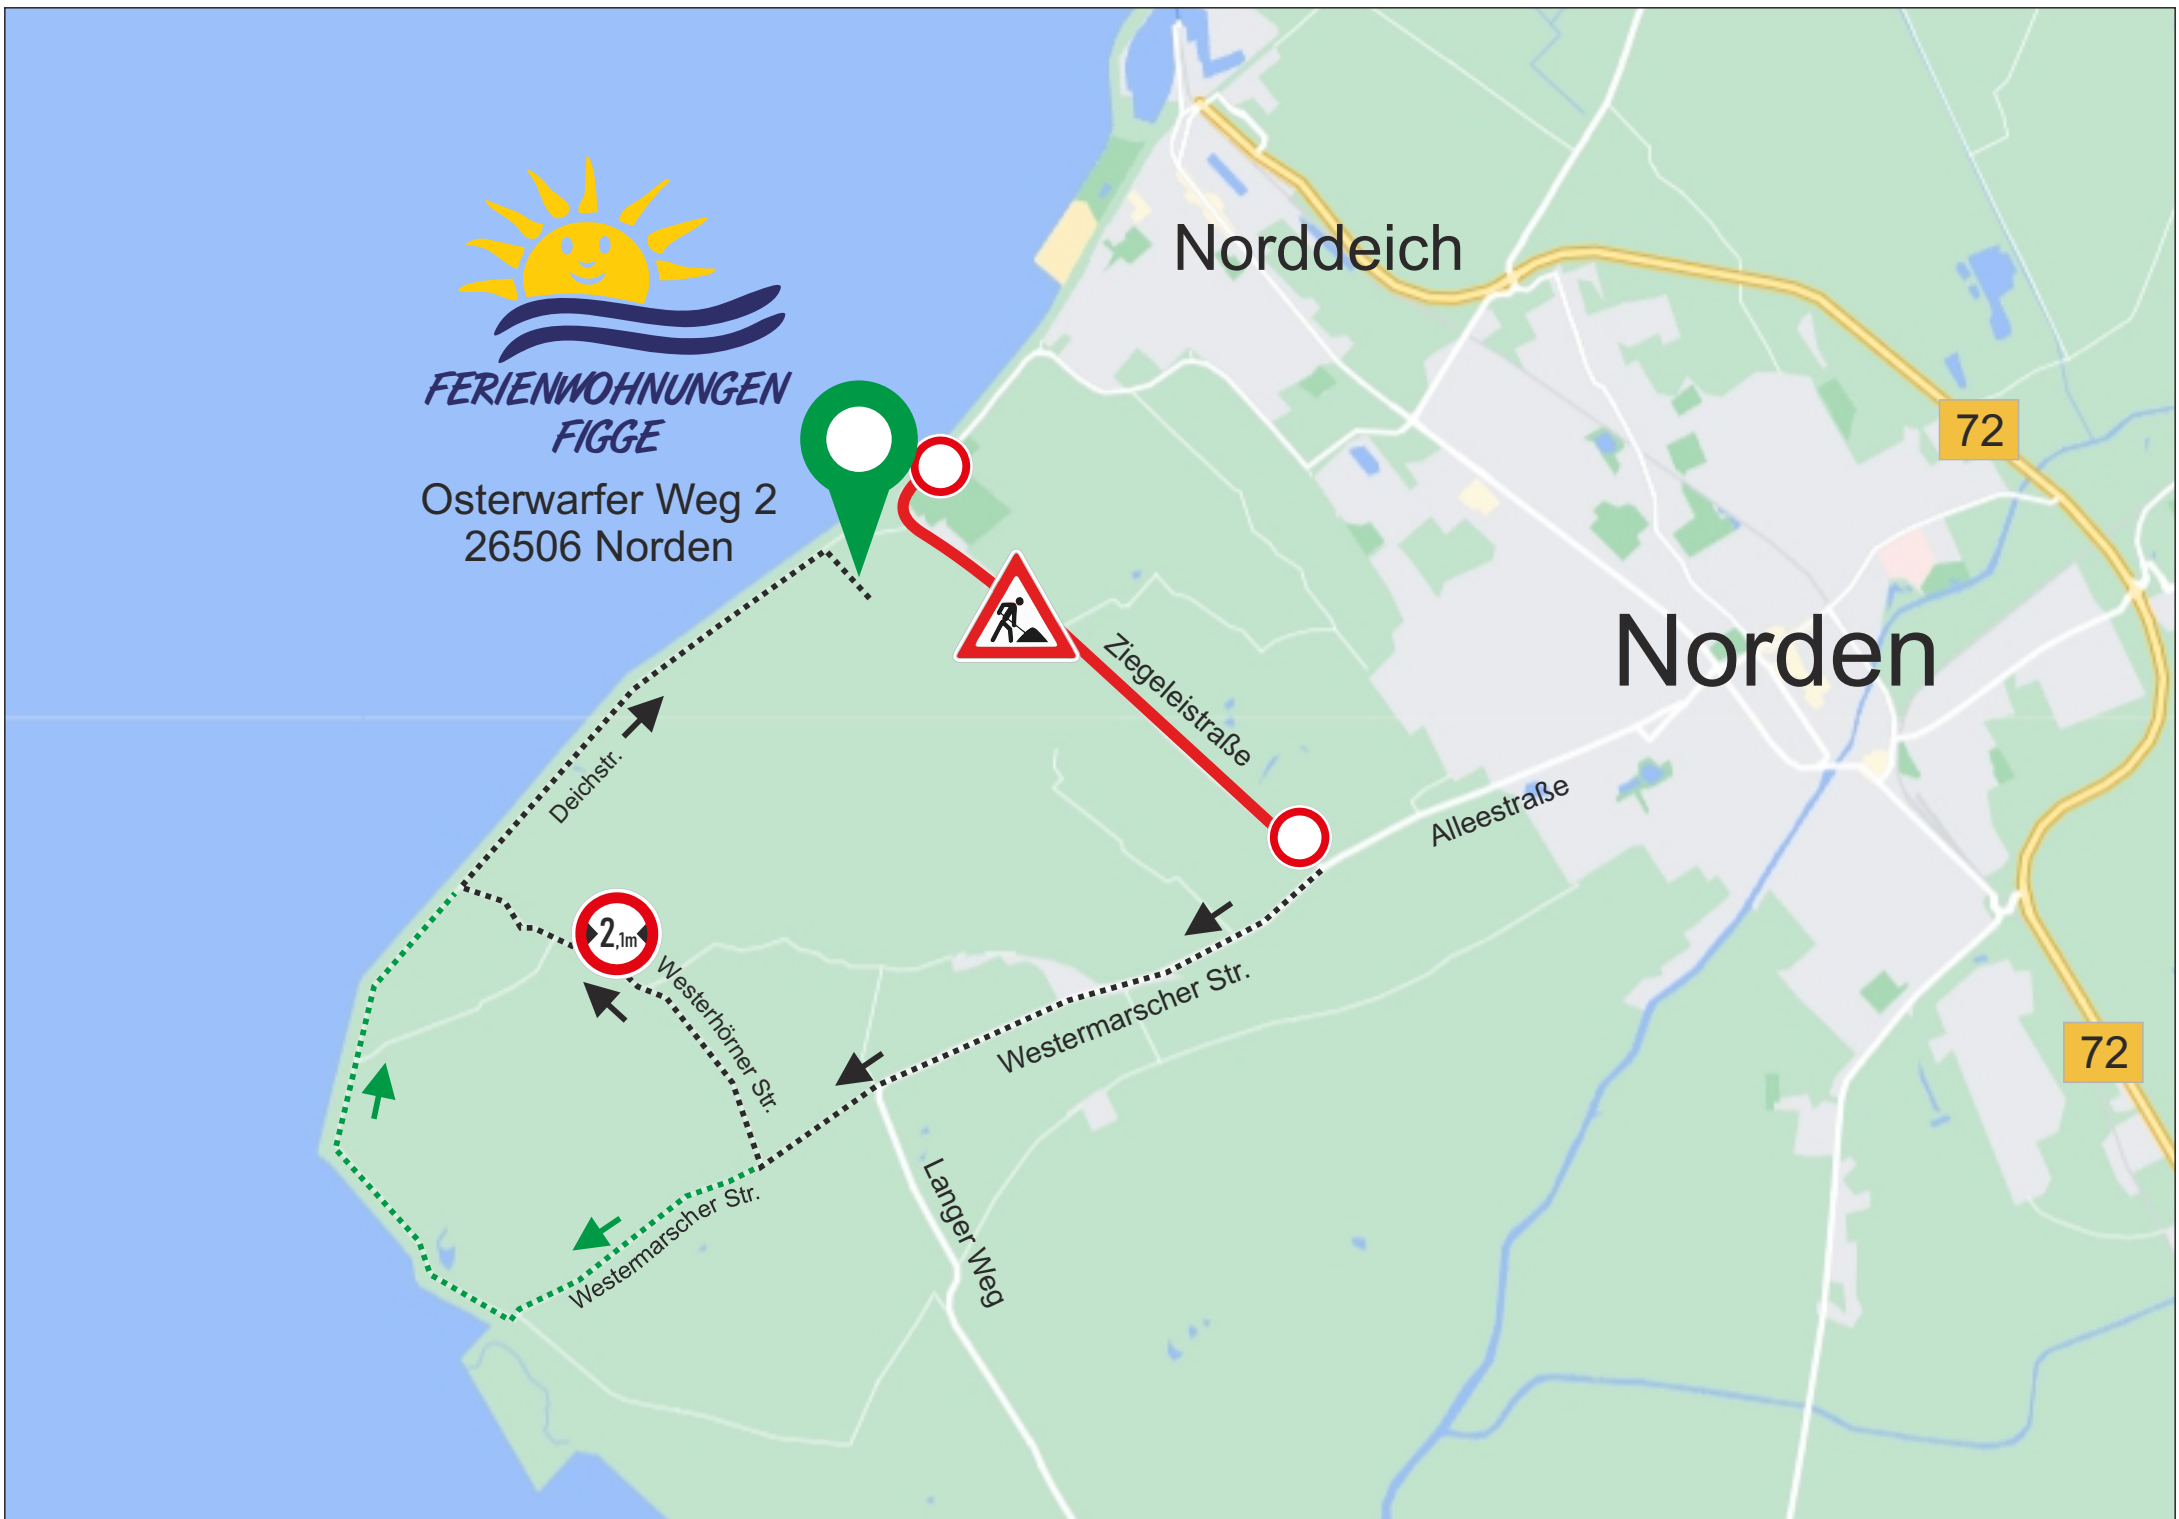 Norddeich
FERIENWOHNUNGEN
FIGGE
Osterwarfer Weg 2
26506 Norden
72
Norden
Ziegeleistraße
Deichstr.
Alleestraße
2,1m
Westerhörner Str.
Westermarscher Str.
72
Langer Weg
Westermarscher Str.